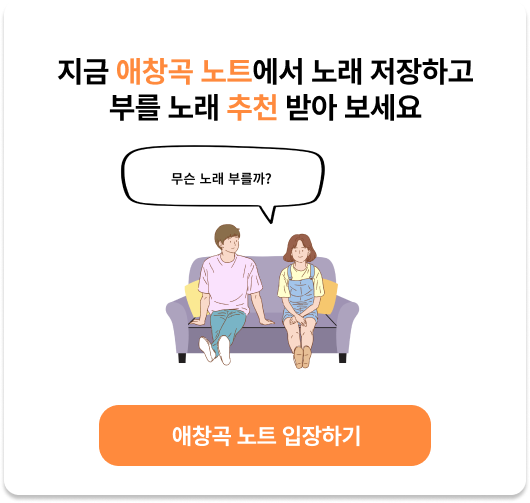 지금 애창곡 노트에서 노래 저장하고
부를 노래 추천 받아 보세요
무슨 노래 부를까?
애창곡 노트 입장하기